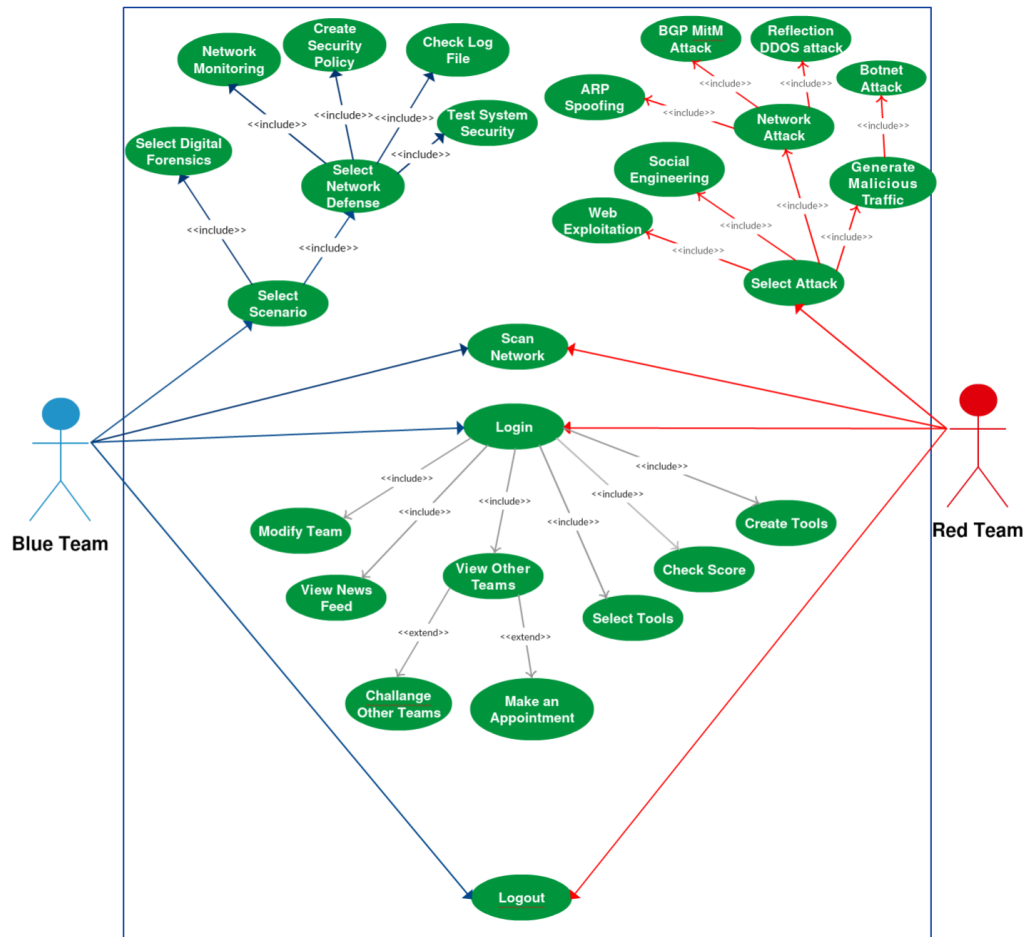 Network
Monitoring
Create
Security
Policy
Check Log
File
BGP MitM
Attack
Reflection
DDOS attack
Botnet
Attack
ARP
Spoofing
<<include>>
<<include>>
<<include>>
<<include>>
<<include>>
<<include>>
Test System
Security
<<include>>
Network
Attack
<<include>>
Select Digital
Forensics
<<include>>
Select
Network
Defense
Social
Engineering
Generate
Malicious
Traffic
<<include>>
<<include>>
Web
Exploitation
<<include>>
<<include>>
<<include>>
<<include>>
Select Attack
Select
Scenario
Scan
Network
Login
Blue Team
Red Team
<<include>>
<<include>>
<<include>>
<<include>>
<<include>>
<<include>>
Modify Team
Create Tools
View Other
Teams
Check Score
View News
Feed
Select Tools
<<extend>>
<<extend>>
Challange
Other Teams
Make an
Appointment
Logout